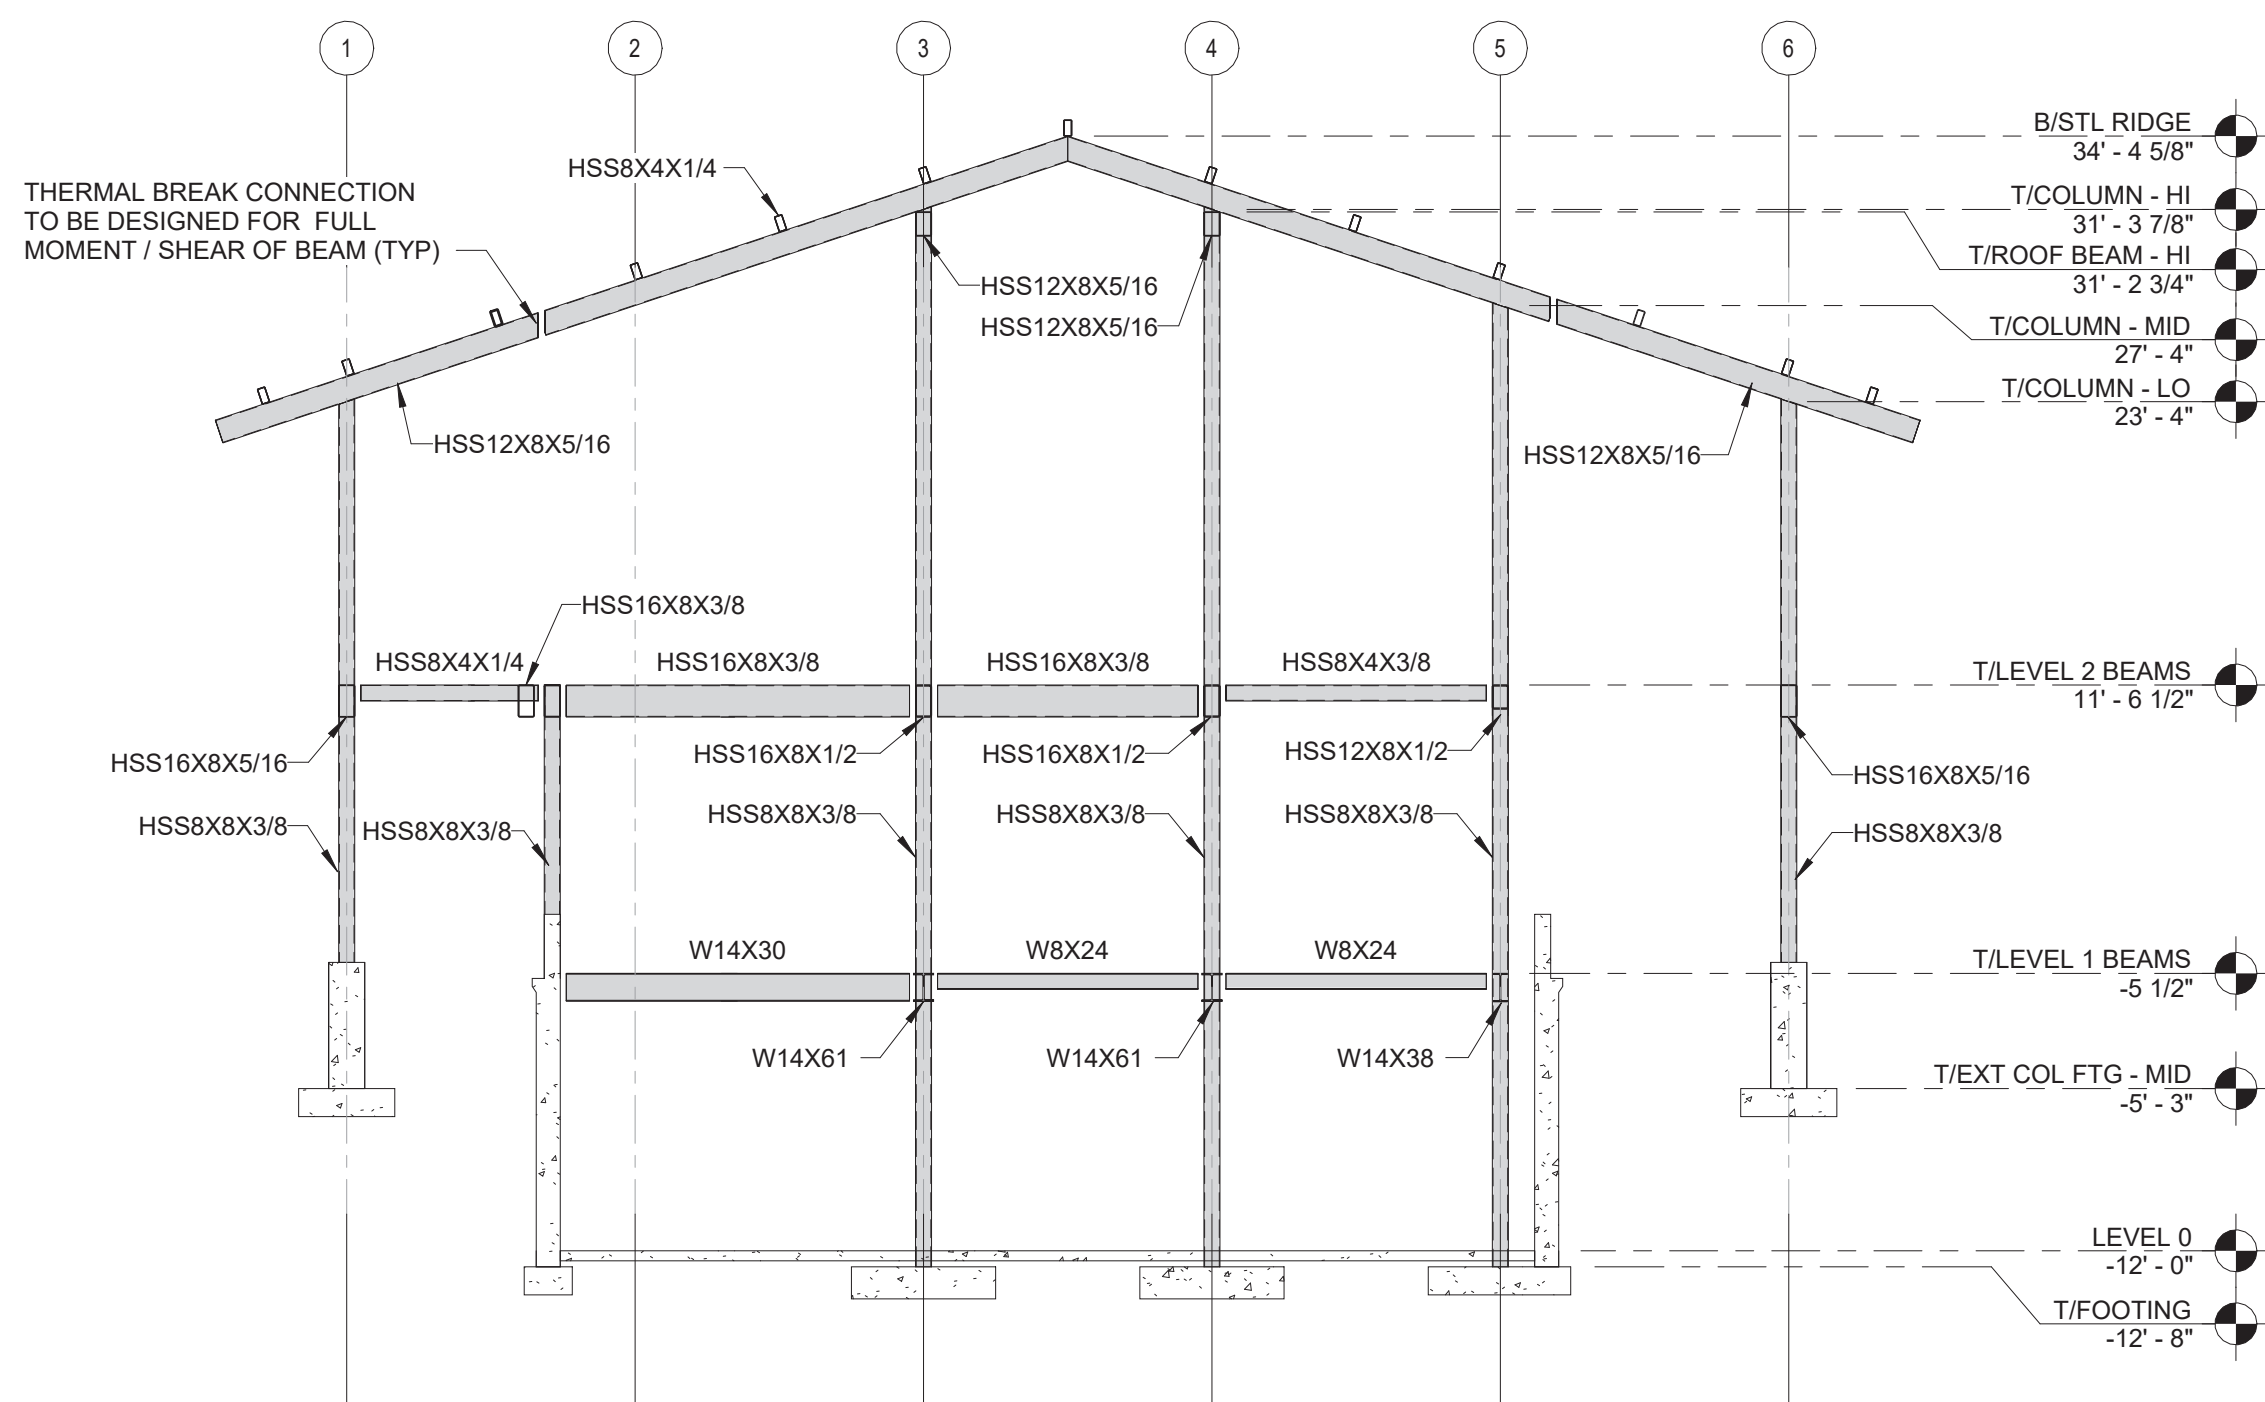 1
2
3
4
5
6
B/STL RIDGE
34' - 4 5/8"
HSS8X4X1/4
THERMAL BREAK CONNECTION
TO BE DESIGNED FOR FULL
MOMENT / SHEAR OF BEAM (TYP)
T/COLUMN - HI
31' - 3 7/8"
T/ROOF BEAM - HI
31' - 2 3/4"
HSS12X8X5/16
HSS12X8X5/16
T/COLUMN - MID
27' - 4"
T/COLUMN - LO
23' - 4"
HSS12X8X5/16
HSS12X8X5/16
HSS16X8X3/8
HSS8X4X1/4
HSS16X8X3/8
HSS16X8X3/8
HSS8X4X3/8
T/LEVEL 2 BEAMS
11' - 6 1/2"
HSS16X8X5/16
HSS16X8X1/2
HSS16X8X1/2
HSS12X8X1/2
HSS16X8X5/16
HSS8X8X3/8
HSS8X8X3/8
HSS8X8X3/8
HSS8X8X3/8
HSS8X8X3/8
HSS8X8X3/8
W14X30
W8X24
W8X24
T/LEVEL 1 BEAMS
-5 1/2"
W14X61
W14X61
W14X38
T/EXT COL FTG - MID
-5' - 3"
LEVEL 0
-12' - 0"
T/FOOTING
-12' - 8"